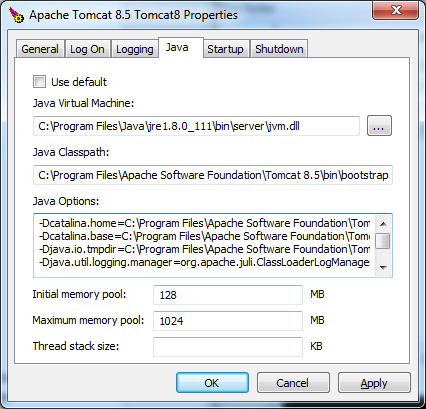 Apache Tomcat 8.5 Tomcat8 Properties
General Log On Logging Java Startup Shutdown
Use default
Java Virtual Machine:
C:\Program Files\Java\jre1.8.0_111\bin\server\jvm.dll
...
Java Classpath:
C:\Program Files\Apache Software Foundation\Tomcat 8.5\bin\bootstrap
Java Options:
-Dcatalina.home=C:\Program Files\Apache Software Foundation\Tom
-Dcatalina.base=C:\Program Files\Apache Software Foundation\Tomc
-Djava.io.tmpdir=C:\Program Files\Apache Software Foundation\Tom
-Djava.util.logging.manager=org.apache.juli.ClassLoaderLogManage
Initial memory pool: 128 MB
Maximum memory pool: 1024 MB
Thread stack size: KB
OK Cancel Apply